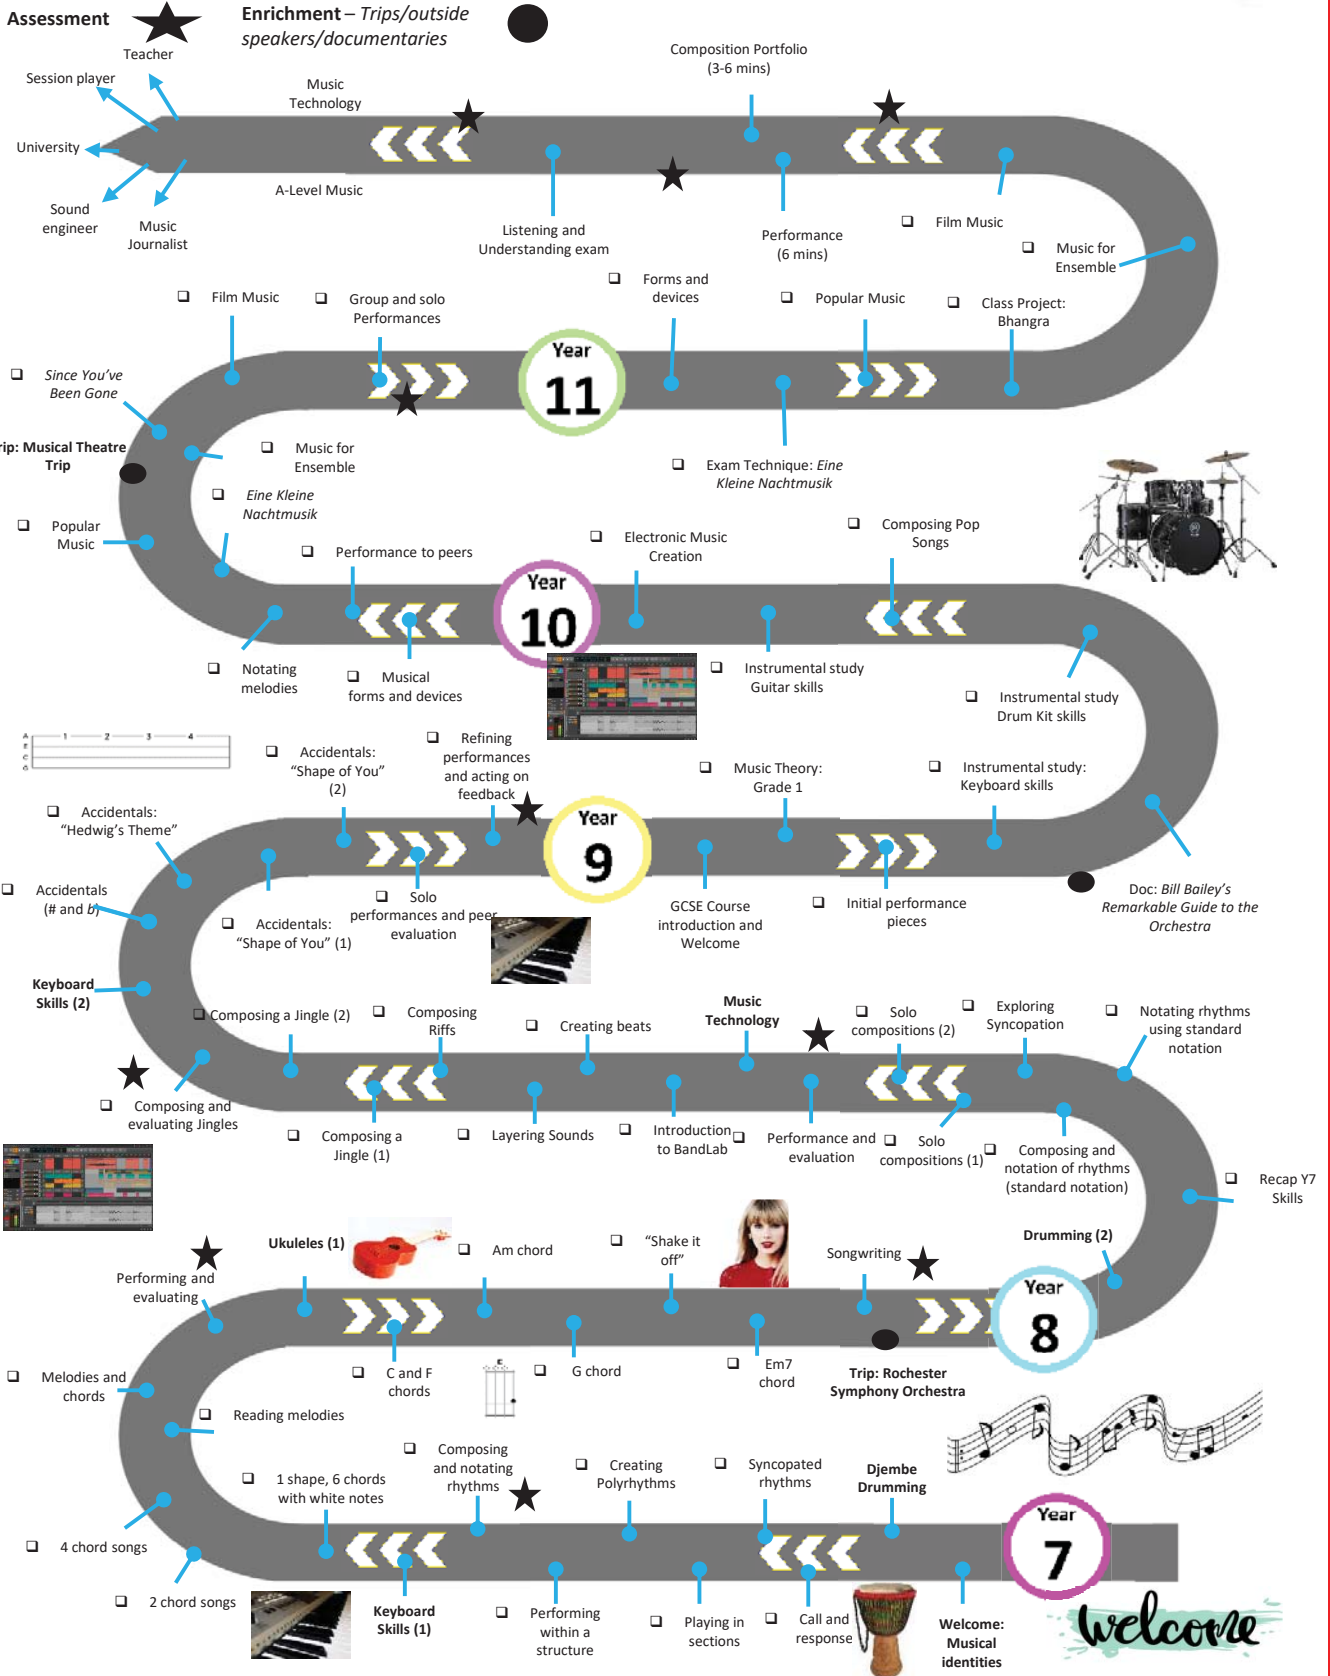 Assessment
Enrichment – Trips/outside
speakers/documentaries
Teacher
Session player
University
Sound
engineer
Music
Journalist
Music
Technology
A-Level Music
Listening and
Understanding exam
Composition Portfolio
(3-6 mins)
Performance
(6 mins)
Film Music
Music for
Ensemble
Film Music
Group and solo
Performances
Forms and
devices
Popular Music
Class Project:
Bhangra
Year
11
Since You've
Been Gone
rip: Musical Theatre
Trip
Music for
Ensemble
Exam Technique: Eine
Kleine Nachtmusik
Eine Kleine
Nachtmusik
Popular
Music
Performance to peers
Electronic Music
Creation
Composing Pop
Songs
Year
10
Notating
melodies
Musical
forms and devices
Instrumental study
Guitar skills
Instrumental study
Drum Kit skills
A
E
C
G
1 2 3 4
Accidentals:
"Shape of You"
(2)
Refining
performances
and acting on
feedback
Music Theory:
Grade 1
Instrumental study:
Keyboard skills
Accidentals:
"Hedwig's Theme"
Year
9
Accidentals
(# and b)
Accidentals:
"Shape of You" (1)
Solo
performances and peer
evaluation
GCSE Course
introduction and
Welcome
Initial performance
pieces
Doc: Bill Bailey's
Remarkable Guide to the
Orchestra
Keyboard
Skills (2)
Composing a Jingle (2)
Composing
Riffs
Creating beats
Music
Technology
Solo
compositions (2)
Exploring
Syncopation
Notating rhythms
using standard
notation
Composing and
evaluating Jingles
Composing a
Jingle (1)
Layering Sounds
Introduction
to BandLab
Performance and
evaluation
Solo
compositions (1)
Composing and
notation of rhythms
(standard notation)
Recap Y7
Skills
Ukuleles (1)
Am chord
"Shake it
off"
Songwriting
Drumming (2)
Performing and
evaluating
Year
8
C and F
chords
G chord
Em7
chord
Trip: Rochester
Symphony Orchestra
Melodies and
chords
Reading melodies
1 shape, 6 chords
with white notes
Composing
and notating
rhythms
Creating
Polyrhythms
Syncopated
rhythms
Djembe
Drumming
Year
7
4 chord songs
2 chord songs
Keyboard
Skills (1)
Performing
within a
structure
Playing in
sections
Call and
response
Welcome:
Musical
identities
welcome